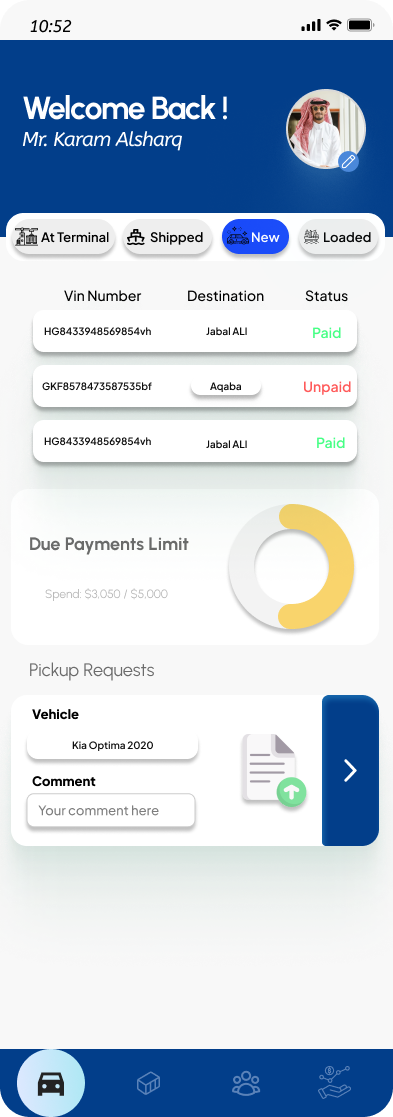 10:52
Welcome Back !
Mr. Karam Alsharq
At Terminal Shipped New Loaded
Vin Number Destination Status
HG8433948569854vh Jabal ALI Paid
GKF8578473587535bf Aqaba Unpaid
HG8433948569854vh Jabal ALI Paid
Due Payments Limit
Spend: $3,050 / $5,000
Pickup Requests
Vehicle
Kia Optima 2020
Comment
Your comment here